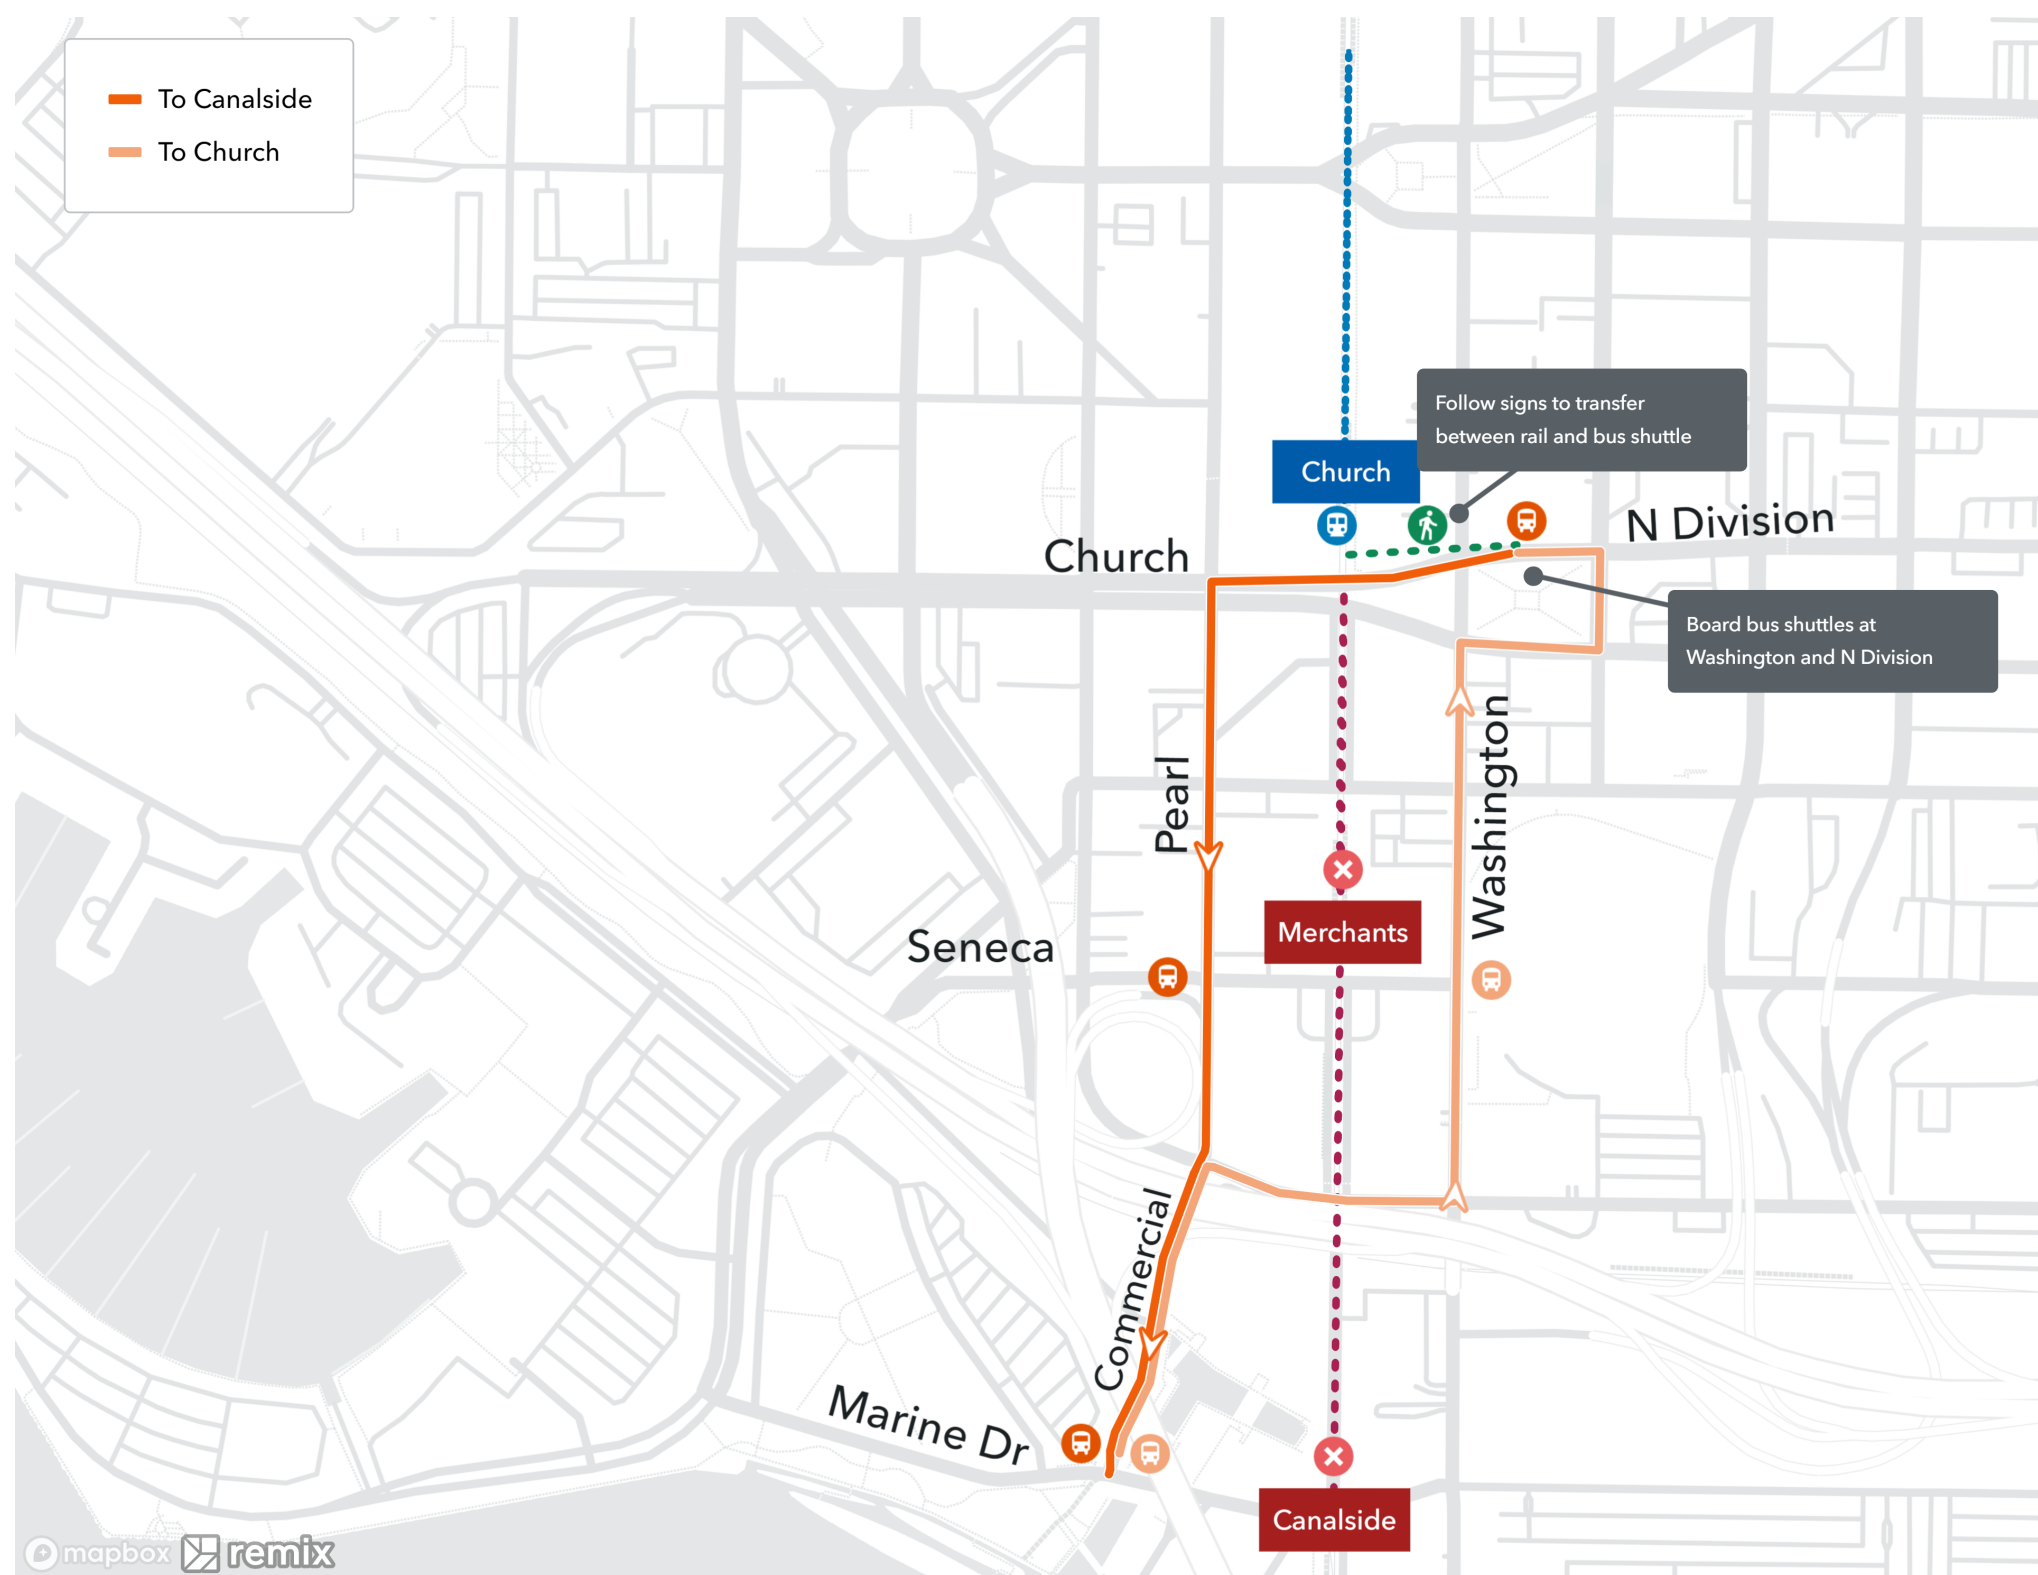 To Canalside
To Church
Follow signs to transfer
between rail and bus shuttle
Church
N Division
Church
Board bus shuttles at
Washington and N Division
Pearl
Washington
Merchants
Seneca
Commercial
Marine Dr
Canalside
mapbox
remix